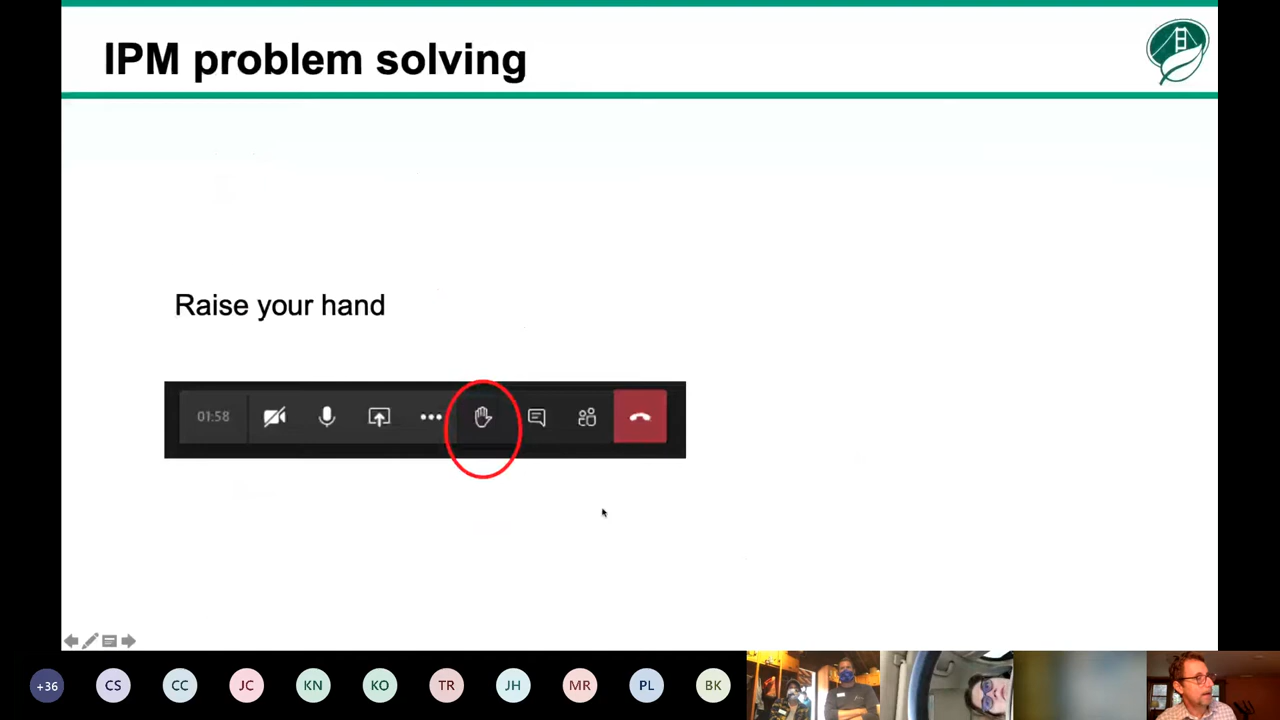 IPM problem solving
Raise your hand
01:58
+36 CS CC JC KN KO TR JH MR PL BK